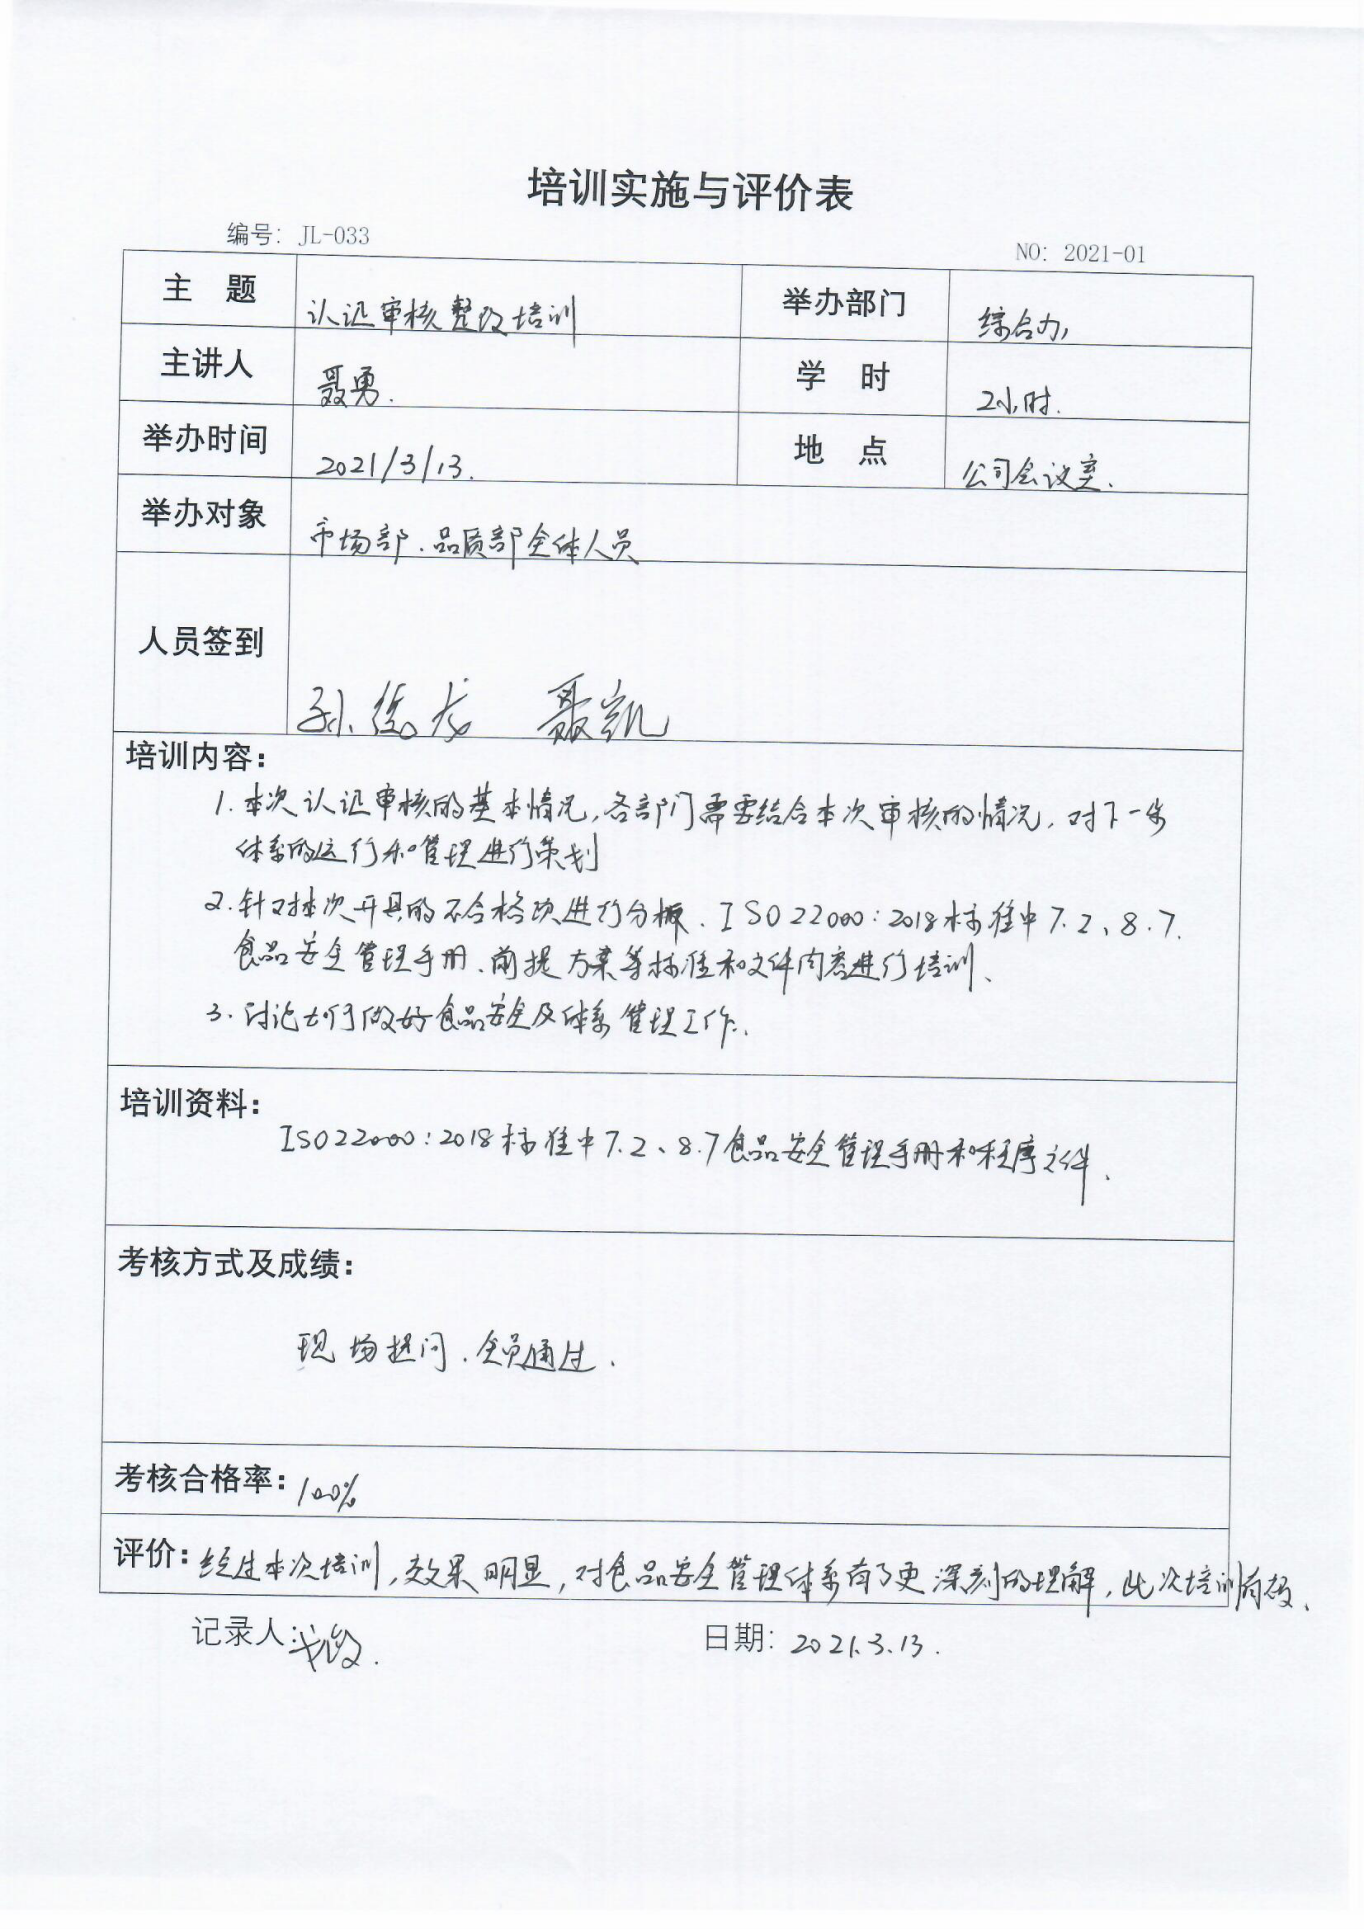 培训实施与评价表
编号：JL-033
NO：2021-01
主 题 认证审核整改培训 举办部门 综合办
主讲人 聂勇. 学 时 2小时.
举办时间 2021/3/13. 地 点 公司会议室.
举办对象 市场部、品质部全体人员
人员签到 孙德龙 聂凯
培训内容：
1. 本次认证审核的基本情况，各部门需要结合本次审核的情况，对下一步
体系的运行和管理进行策划
2. 针对本次开具的不合格项进行分析、ISO22000：2018标准中7.2、8.7.
食品安全管理手册、前提方案等标准和文件内容进行培训、
3. 讨论如何做好食品安全及体系管理工作.
培训资料：
ISO22000：2018标准中7.2、8.7食品安全管理手册和程序文件.
考核方式及成绩：
现场提问.全员通过.
考核合格率：100%
评价：经过本次培训，效果明显，对食品安全管理体系有了更深刻的理解，此次培训有效、
记录人： 日期：2021.3.13.